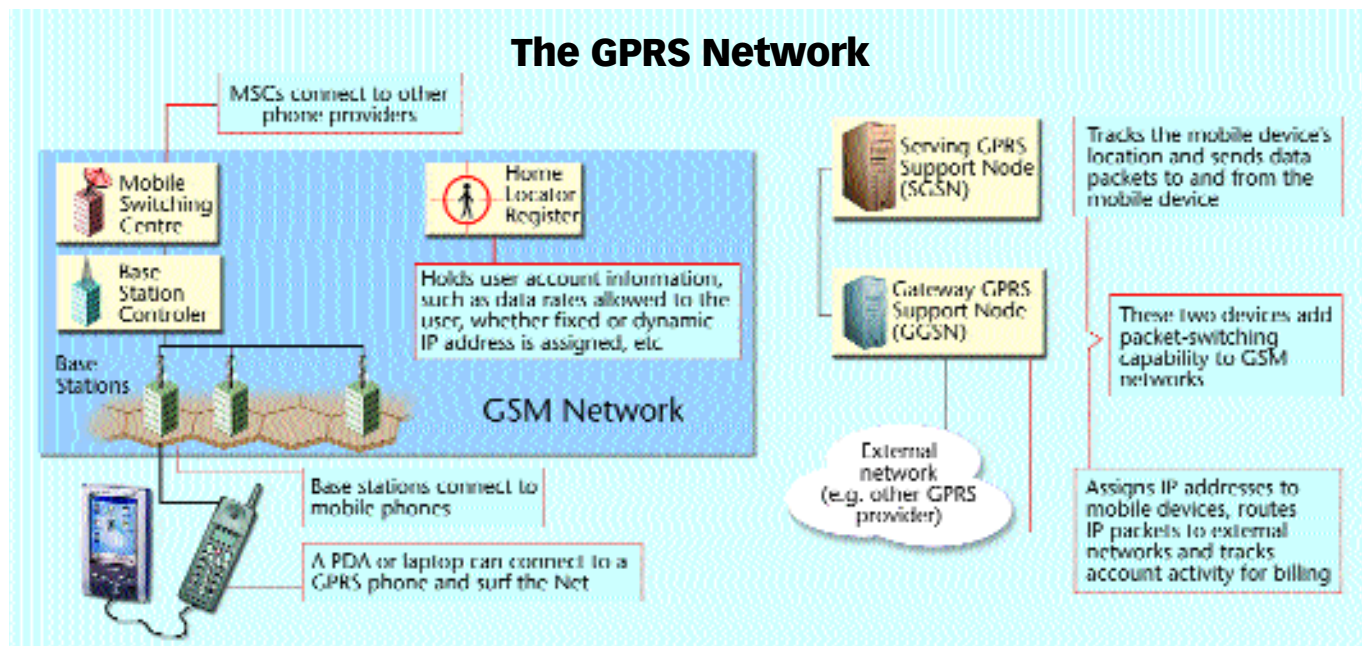 The GPRS Network
MSCs connect to other
phone providers
Mobile
Switching
Centre
Base
Station
Controler
Home
Locator
Register
Holds user account information,
such as data rates allowed to the
user, whether fixed or dynamic
IP address is assigned, etc
Base
Stations
GSM Network
Base stations connect to
mobile phones
A PDA or laptop can connect to a
GPRS phone and surf the Net
Serving GPRS
Support Node
(SGSN)
Gateway GPRS
Support Node
(GGSN)
External
network
(e.g. other GPRS
provider)
Tracks the mobile device's
location and sends data
packets to and from the
mobile device
These two devices add
packet-switching
capability to GSM
networks
Assigns IP addresses to
mobile devices, routes
IP packets to external
networks and tracks
account activity for billing